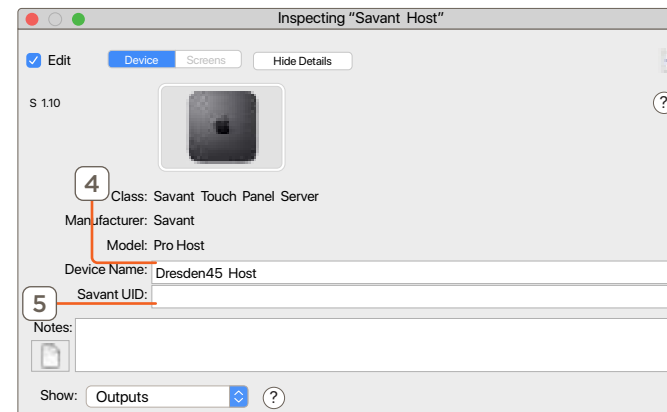 Inspecting “Savant Host”
Edit Device Screens Hide Details
S 1.10
?
4
Class: Savant Touch Panel Server
Manufacturer: Savant
Model: Pro Host
Device Name: Dresden45 Host
5
Savant UID:
Notes:
Show: Outputs ?